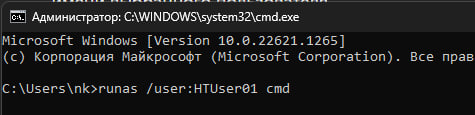 Администратор: C:\WINDOWS\system32\cmd.exe
Microsoft Windows [Version 10.0.22621.1265]
(c) Корпорация Майкрософт (Microsoft Corporation). Все прав
C:\Users\nk>runas /user:HTUser01 cmd